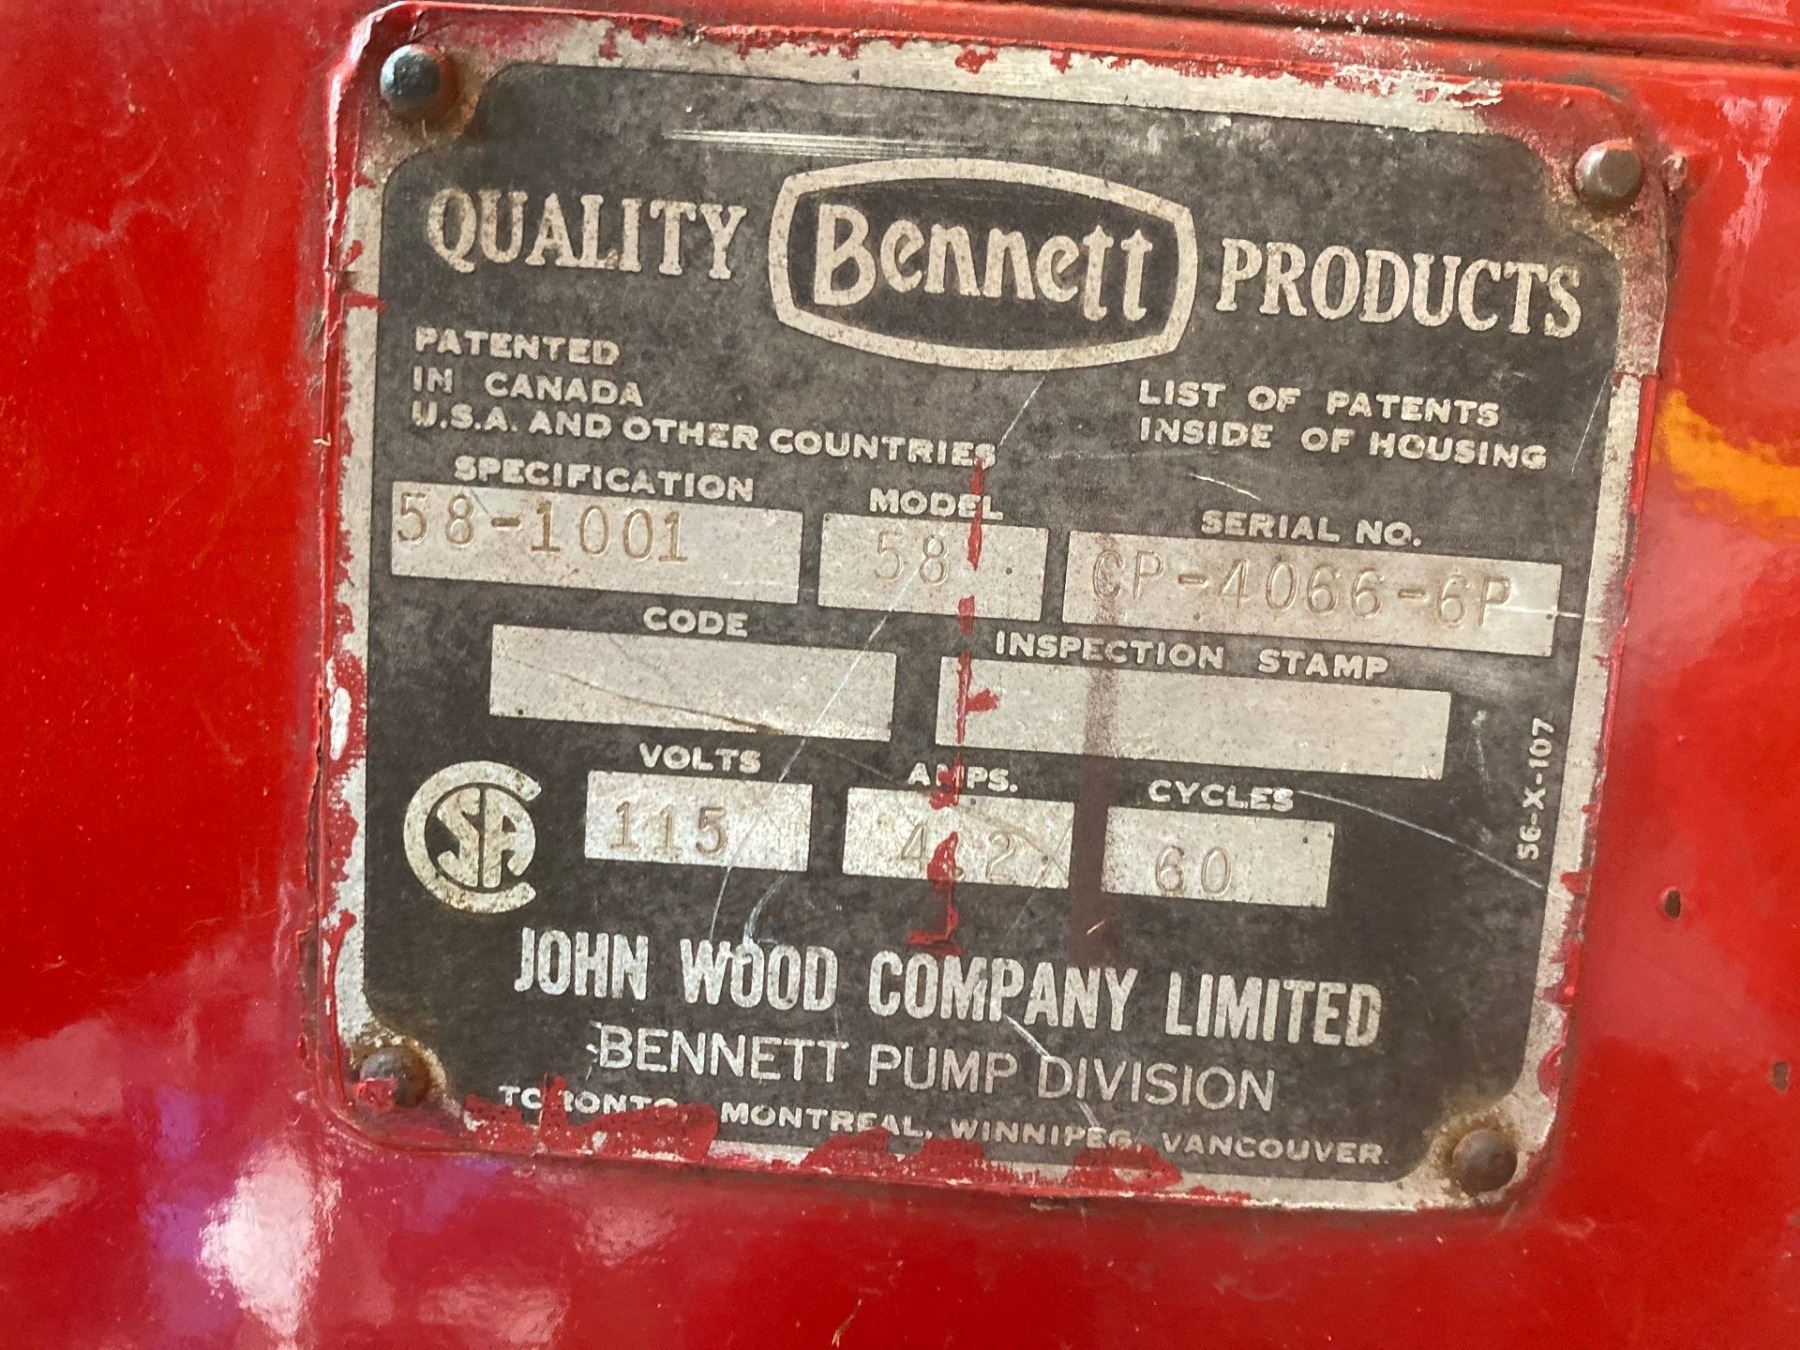 QUALITY Bennett PRODUCTS
PATENTED
IN CANADA
U.S.A. AND OTHER COUNTRIES
LIST OF PATENTS
INSIDE OF HOUSING
SPECIFICATION MODEL SERIAL NO.
58-1001 58 CP-4066-6P
CODE INSPECTION STAMP
VOLTS AMPS. CYCLES
115 4.2 60
CSA
56-X-107
JOHN WOOD COMPANY LIMITED
BENNETT PUMP DIVISION
TORONTO, MONTREAL, WINNIPEG, VANCOUVER.